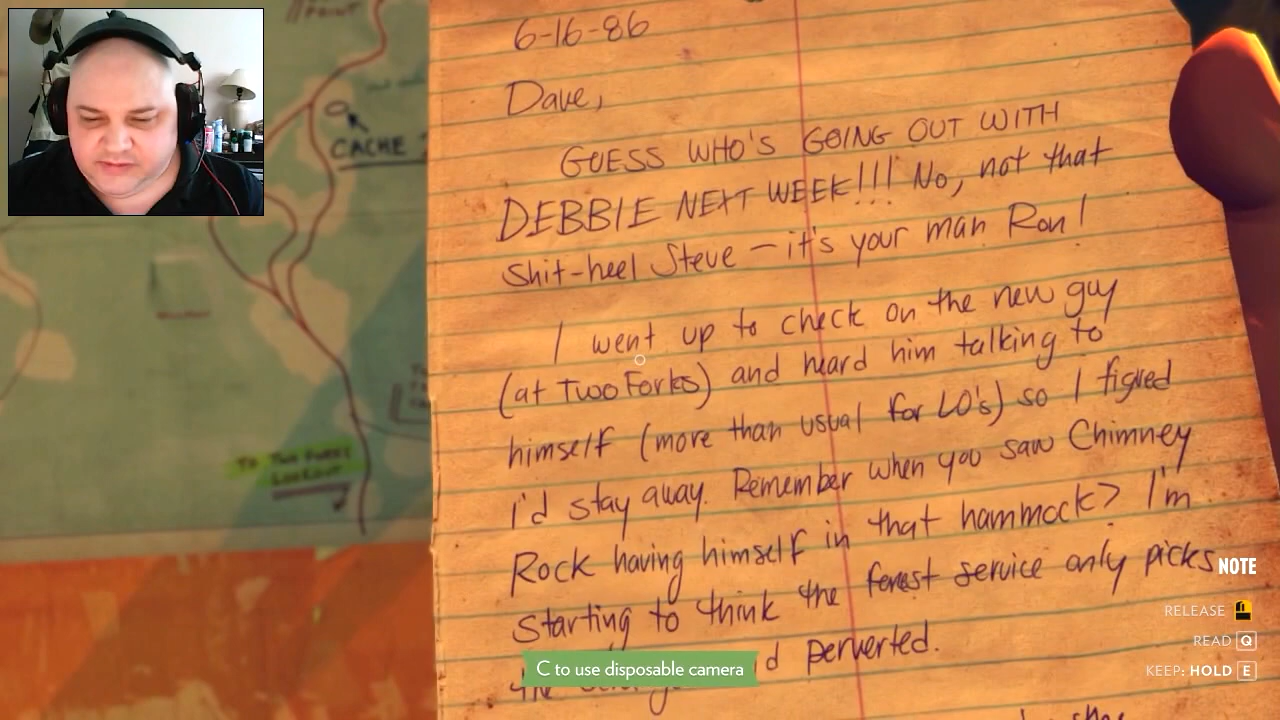 POINT
CACHE
TO TWO FORKS
LOOKOUT
6-16-86
Dave,
GUESS WHO'S GOING OUT WITH
DEBBIE NEXT WEEK!!! No, not that
Shit-heel Steve - it's your man Ron!
I went up to check on the new guy
(at Two Forks) and heard him talking to
himself (more than usual for LO's) so I figred
I'd stay away. Remember when you saw Chimney
Rock having himself in that hammock? I'm
starting to think the forest service only picks
the perverted.
NOTE
RELEASE
READ Q
KEEP: HOLD E
C to use disposable camera